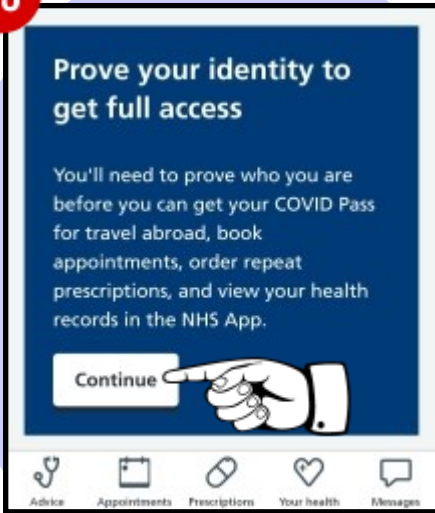 Prove your identity to
get full access
You'll need to prove who you are
before you can get your COVID Pass
for travel abroad, book
appointments, order repeat
prescriptions, and view your health
records in the NHS App.
Continue
Advice Appointments Prescriptions Your health Messages